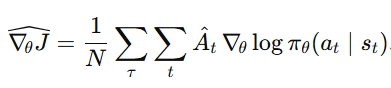 $\widehat{\nabla_\theta J} = \frac{1}{N} \sum_{\tau} \sum_{t} \hat{A}_t \nabla_\theta \log \pi_\theta(a_t \mid s_t).$